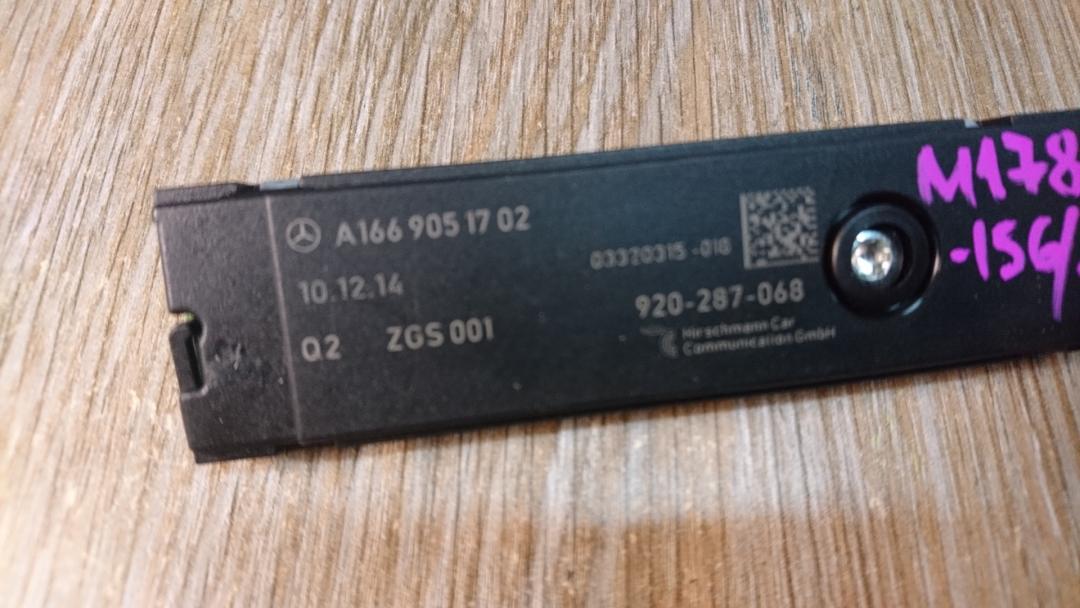 A166 905 17 02
10.12.14
Q2 ZGS 001
03320315-018
920-287-068
Hirschmann Car
Communication GmbH
M178
-156/